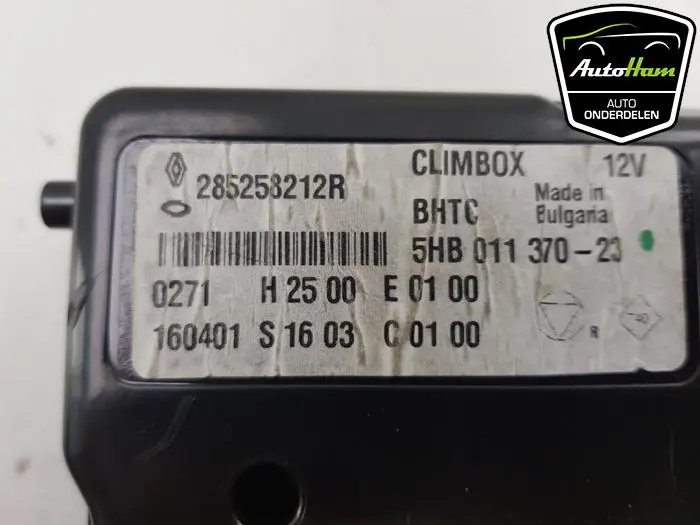 AutoHam
AUTO
ONDERDELEN
285258212R
CLIMBOX 12V
BHTC Made in
Bulgaria
5HB 011 370-23
0271 H 25 00 E 01 00
160401 S 16 03 C 01 00
R
40